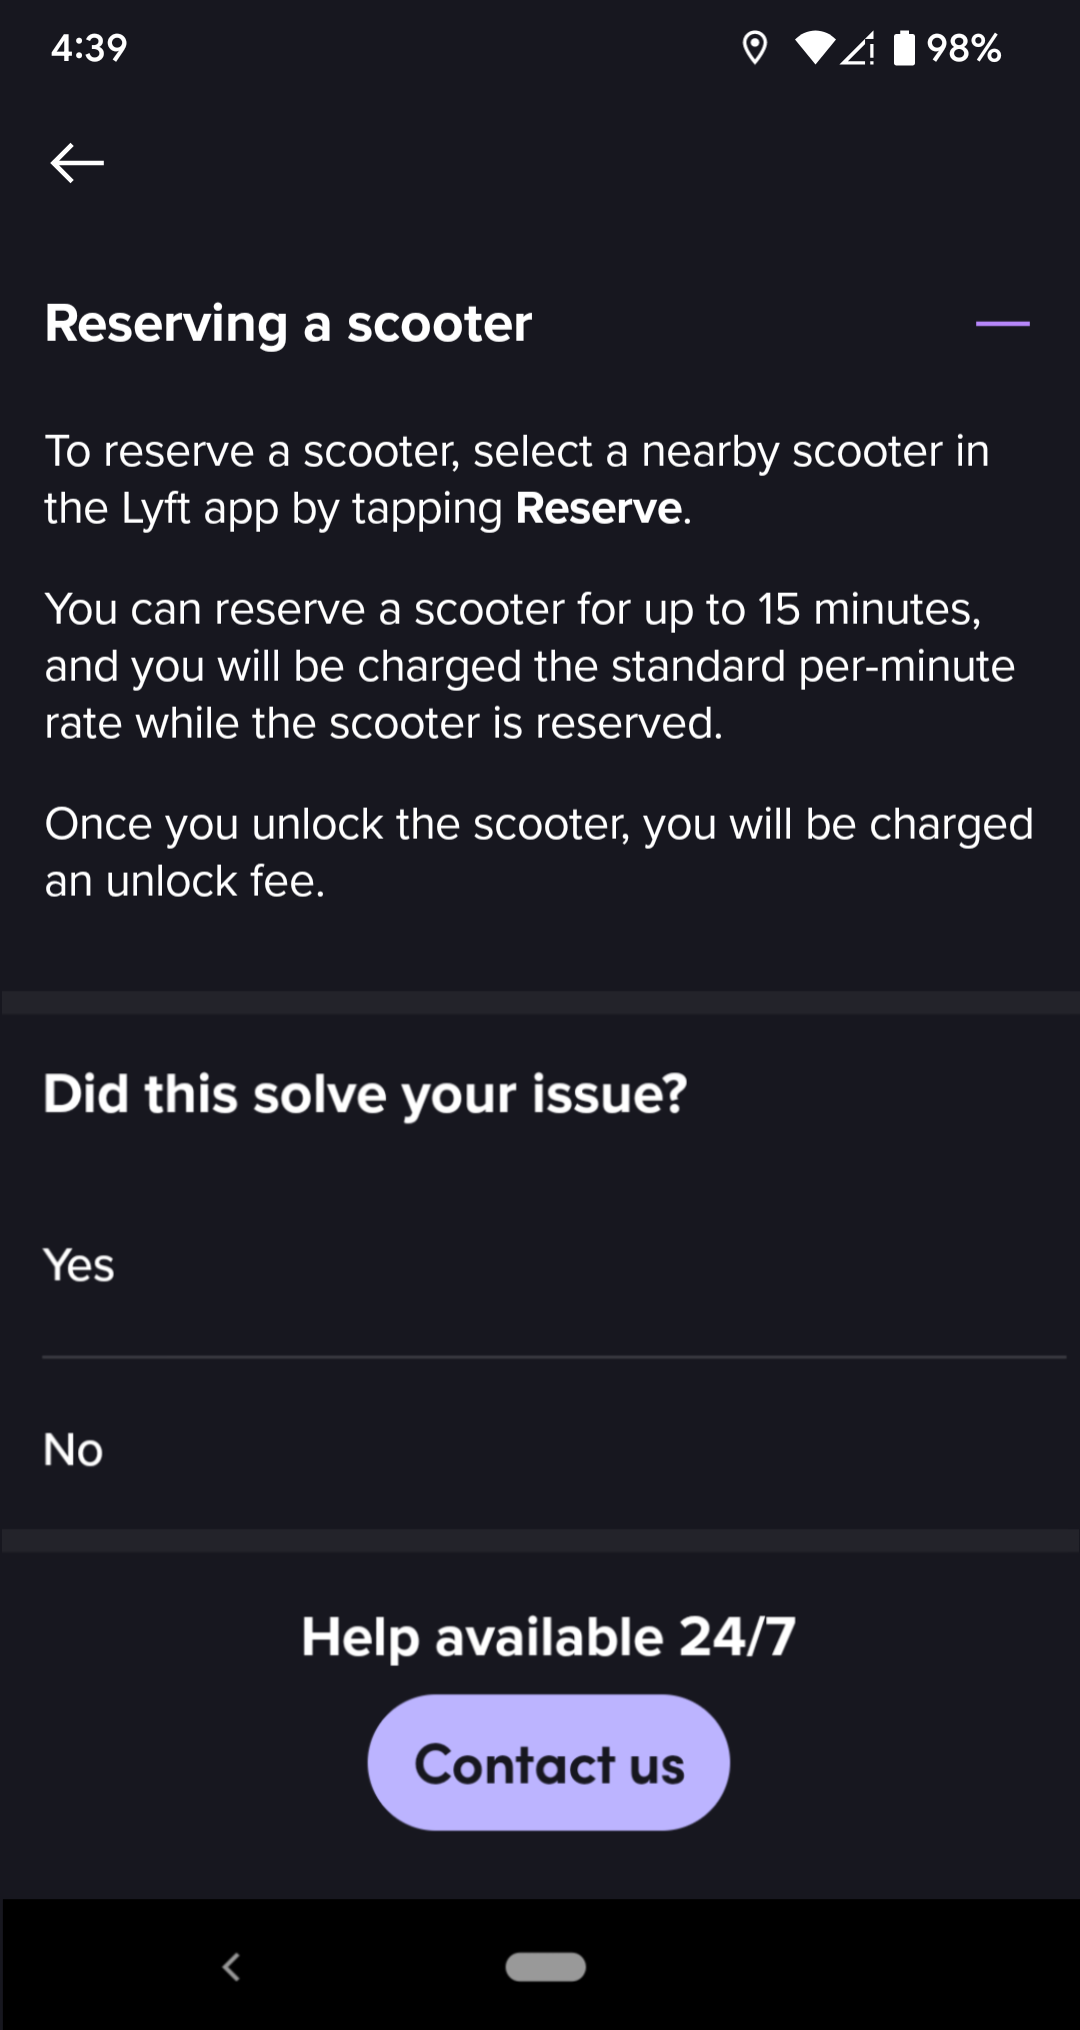 4:39
98%
Reserving a scooter
To reserve a scooter, select a nearby scooter in
the Lyft app by tapping Reserve.
You can reserve a scooter for up to 15 minutes,
and you will be charged the standard per-minute
rate while the scooter is reserved.
Once you unlock the scooter, you will be charged
an unlock fee.
Did this solve your issue?
Yes
No
Help available 24/7
Contact us